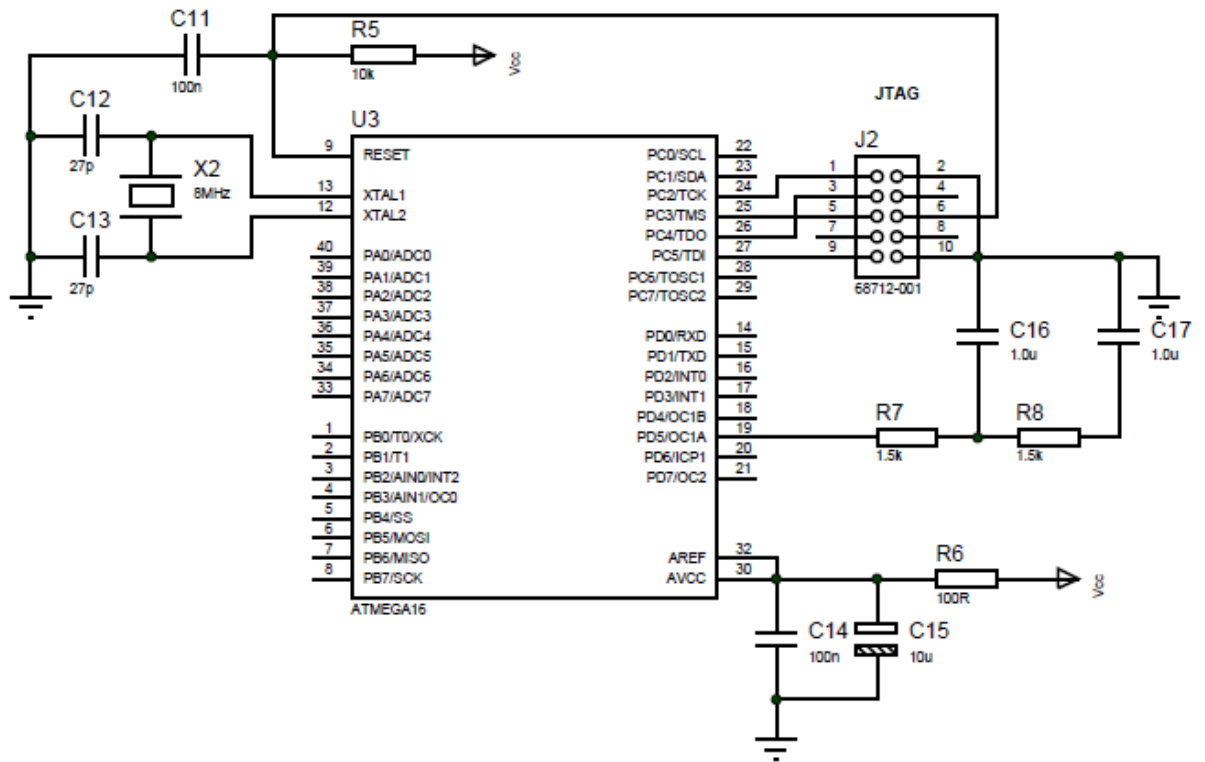 C11
100n
R5
10k
Vcc
C12
27p
X2
8MHz
C13
27p
JTAG
U3
J2
9 RESET
13 XTAL1
12 XTAL2
40 PA0/ADC0
39 PA1/ADC1
38 PA2/ADC2
37 PA3/ADC3
36 PA4/ADC4
35 PA5/ADC5
34 PA6/ADC6
33 PA7/ADC7
1 PB0/T0/XCK
2 PB1/T1
3 PB2/AIN0/INT2
4 PB3/AIN1/OC0
5 PB4/SS
6 PB5/MOSI
7 PB6/MISO
8 PB7/SCK
PC0/SCL 22
PC1/SDA 23
PC2/TCK 24
PC3/TMS 25
PC4/TDO 26
PC5/TDI 27
PC6/TOSC1 28
PC7/TOSC2 29
PD0/RXD 14
PD1/TXD 15
PD2/INT0 16
PD3/INT1 17
PD4/OC1B 18
PD5/OC1A 19
PD6/ICP1 20
PD7/OC2 21
AREF 32
AVCC 30
ATMEGA16
1 2
3 4
5 6
7 8
9 10
68712-001
C16
1.0u
C17
1.0u
R7
1.5k
R8
1.5k
R6
100R
Vcc
C14
100n
C15
10u